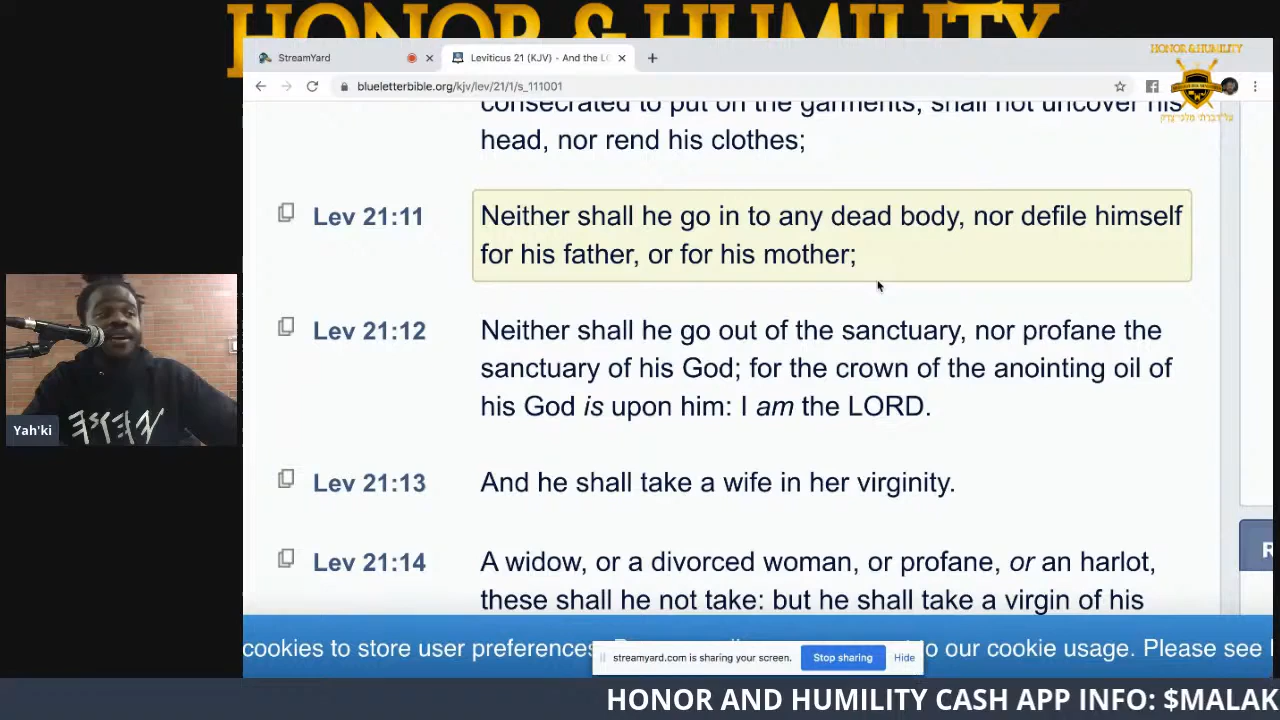 HONOR & HUMILITY
StreamYard
Leviticus 21 (KJV) - And the LO
HONOR & HUMILITY
blueletterbible.org/kjv/lev/21/1/s_111001
consecrated to put on the garments, shall not uncover his
head, nor rend his clothes;
Lev 21:11
Neither shall he go in to any dead body, nor defile himself
for his father, or for his mother;
Lev 21:12
Neither shall he go out of the sanctuary, nor profane the
sanctuary of his God; for the crown of the anointing oil of
his God is upon him: I am the LORD.
Lev 21:13
And he shall take a wife in her virginity.
Lev 21:14
A widow, or a divorced woman, or profane, or an harlot,
these shall he not take: but he shall take a virgin of his
Yah'ki
cookies to store user preferences.
to our cookie usage. Please see
streamyard.com is sharing your screen.
Stop sharing
Hide
HONOR AND HUMILITY CASH APP INFO: $MALAK